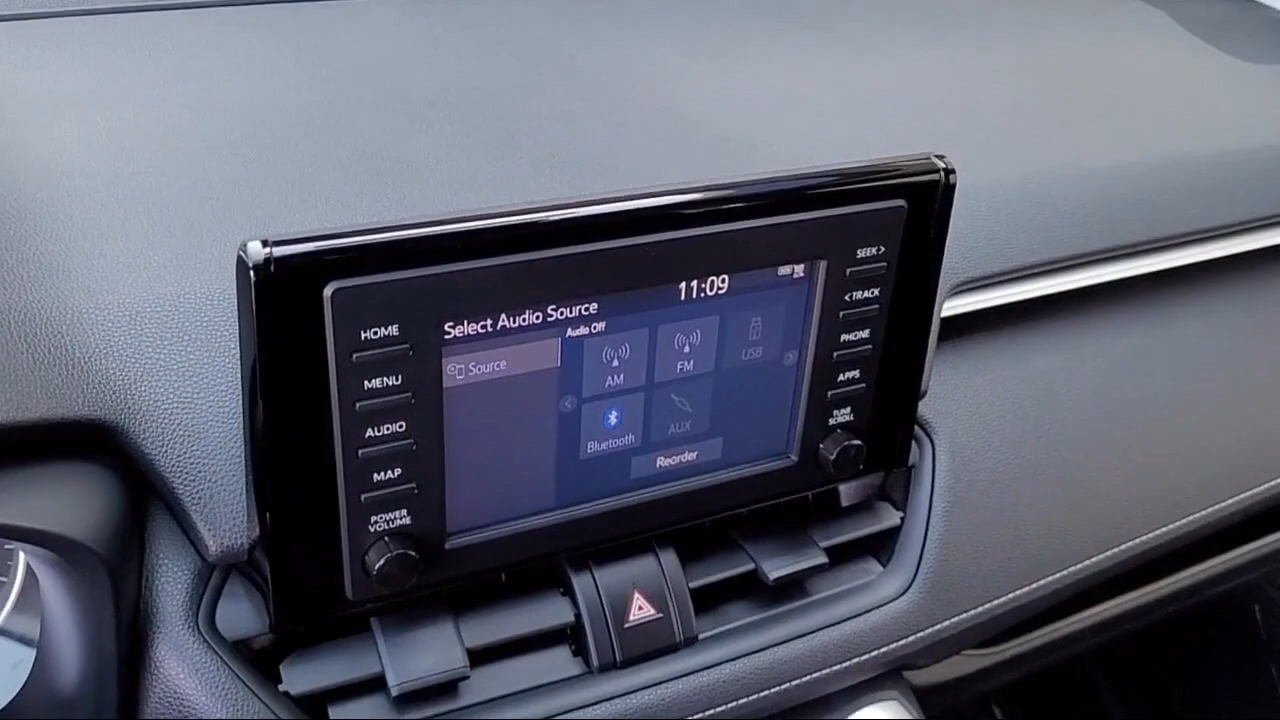 HOME
MENU
AUDIO
MAP
POWER
VOLUME
11:09
Select Audio Source
Audio Off
Source
AM
FM
USB
Bluetooth
AUX
Reorder
SEEK>
<TRACK
PHONE
APPS
TUNE
SCROLL